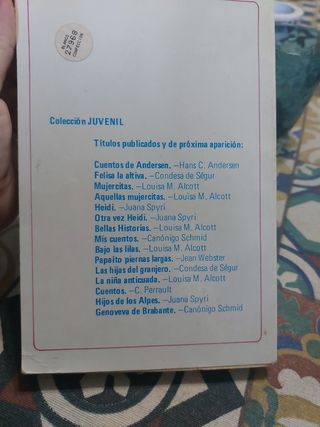 BLANCO
27968
CONFECCION
Colección JUVENIL
Títulos publicados y de próxima aparición:
Cuentos de Andersen. —Hans C. Andersen
Felisa la altiva. —Condesa de Ségur
Mujercitas. —Louisa M. Alcott
Aquellas mujercitas. —Louisa M. Alcott
Heidi. —Juana Spyri
Otra vez Heidi. —Juana Spyri
Bellas Historias. —Louisa M. Alcott
Mis cuentos. —Canónigo Schmid
Bajo las lilas. —Louisa M. Alcott
Papaíto piernas largas. —Jean Webster
Las hijas del granjero. —Condesa de Ségur
La niña anticuada. —Louisa M. Alcott
Cuentos. —C. Perrault
Hijos de los Alpes. —Juana Spyri
Genoveva de Brabante. —Canónigo Schmid